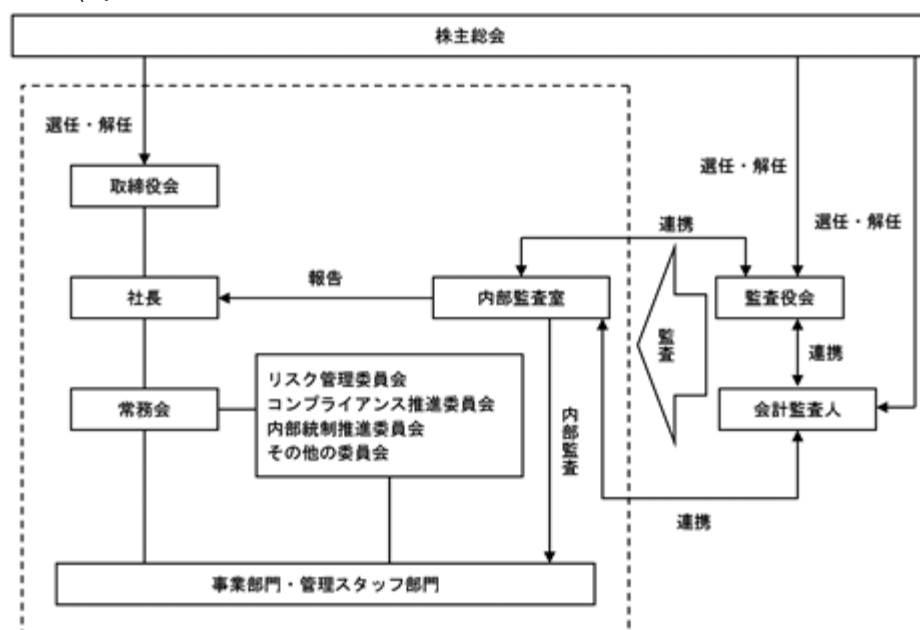 株主総会
選任・解任
取締役会
選任・解任
選任・解任
連携
社長
報告
内部監査室
監査役会
監査
連携
リスク管理委員会
コンプライアンス推進委員会
内部統制推進委員会
その他の委員会
常務会
内部監査
会計監査人
連携
事業部門・管理スタッフ部門